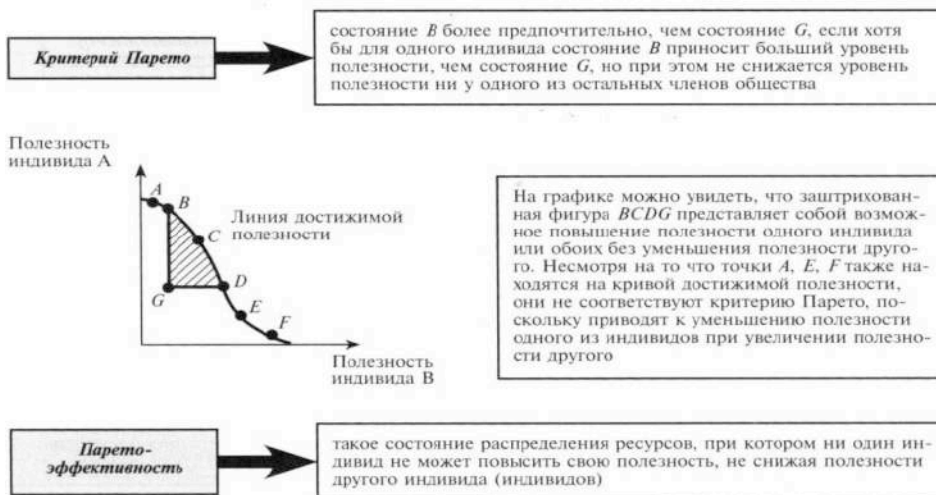 Критерий Парето
состояние B более предпочтительно, чем состояние G, если хотя
бы для одного индивида состояние B приносит больший уровень
полезности, чем состояние G, но при этом не снижается уровень
полезности ни у одного из остальных членов общества
Полезность
индивида А
A
B
Линия достижимой
полезности
C
G
D
E
F
Полезность
индивида В
На графике можно увидеть, что заштрихован-
ная фигура BCDG представляет собой возмож-
ное повышение полезности одного индивида
или обоих без уменьшения полезности друго-
го. Несмотря на то что точки A, E, F также на-
ходятся на кривой достижимой полезности,
они не соответствуют критерию Парето, по-
скольку приводят к уменьшению полезности
одного из индивидов при увеличении полезно-
сти другого
Парето-
эффективность
такое состояние распределения ресурсов, при котором ни один ин-
дивид не может повысить свою полезность, не снижая полезности
другого индивида (индивидов)